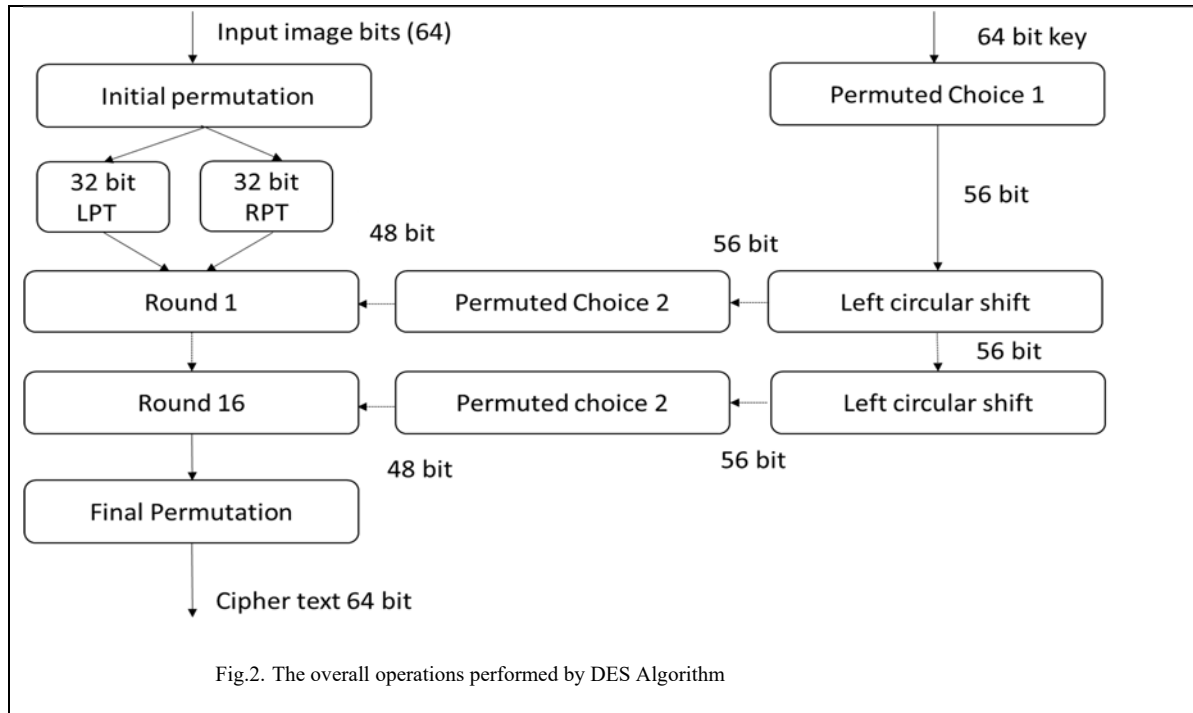 Input image bits (64)
64 bit key
Initial permutation
Permuted Choice 1
32 bit
LPT
32 bit
RPT
56 bit
48 bit
56 bit
Round 1
Permuted Choice 2
Left circular shift
56 bit
Round 16
Permuted choice 2
Left circular shift
48 bit
56 bit
Final Permutation
Cipher text 64 bit
Fig.2. The overall operations performed by DES Algorithm